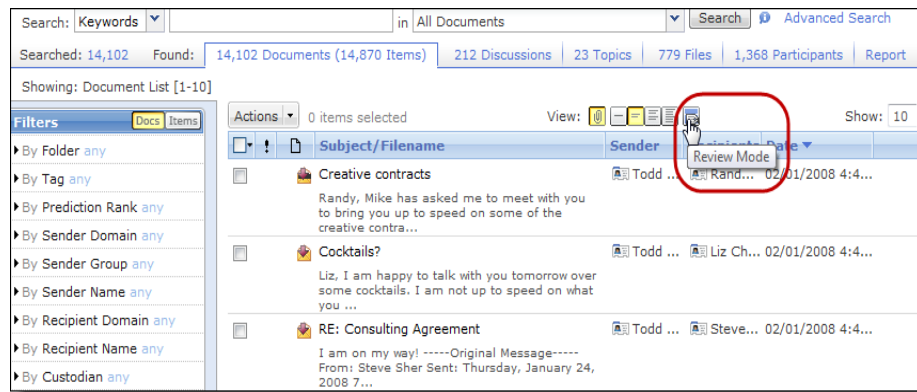 Search: Keywords in All Documents Search Advanced Search
Searched: 14,102 Found: 14,102 Documents (14,870 Items) 212 Discussions 23 Topics 779 Files 1,368 Participants Report
Showing: Document List [1-10]
Filters Docs Items
Actions 0 items selected View: Show: 10
By Folder any
Subject/Filename Sender Date
Review Mode
By Tag any
Creative contracts Todd ... Rand... 02/01/2008 4:4...
By Prediction Rank any
Randy, Mike has asked me to meet with you
to bring you up to speed on some of the
creative contra...
By Sender Domain any
Cocktails? Todd ... Liz Ch... 02/01/2008 4:4...
By Sender Group any
Liz, I am happy to talk with you tomorrow over
some cocktails. I am not up to speed on what
you ...
By Sender Name any
By Recipient Domain any
RE: Consulting Agreement Todd ... Steve... 02/01/2008 4:4...
By Recipient Name any
I am on my way! -----Original Message-----
From: Steve Sher Sent: Thursday, January 24,
2008 7...
By Custodian any